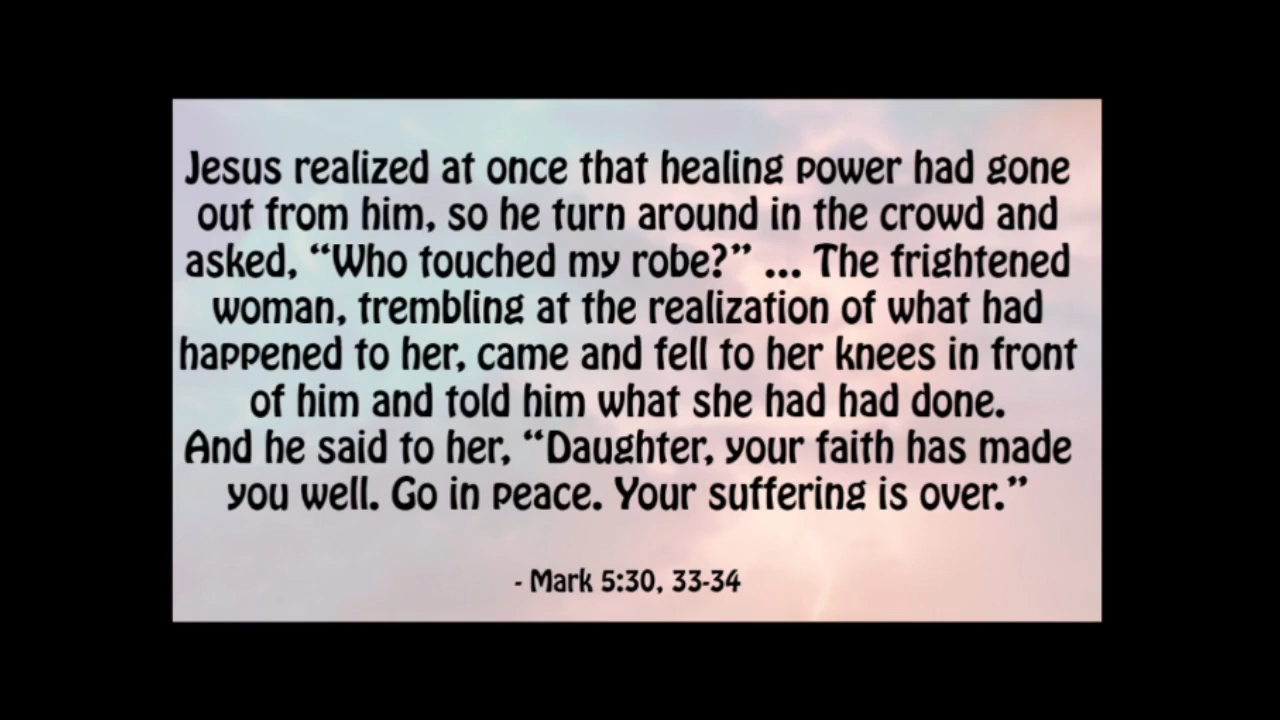 Jesus realized at once that healing power had gone
out from him, so he turn around in the crowd and
asked, “Who touched my robe?” ... The frightened
woman, trembling at the realization of what had
happened to her, came and fell to her knees in front
of him and told him what she had had done.
And he said to her, “Daughter, your faith has made
you well. Go in peace. Your suffering is over.”
- Mark 5:30, 33-34